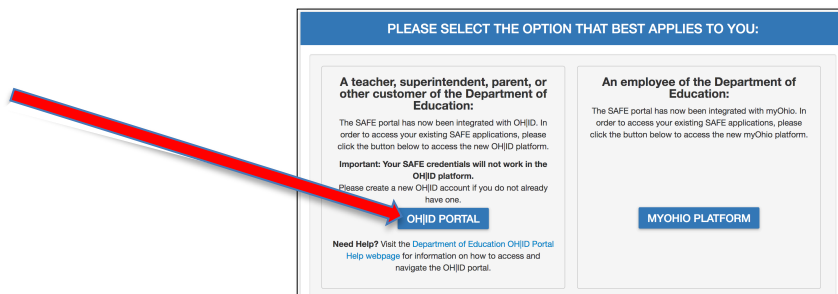 PLEASE SELECT THE OPTION THAT BEST APPLIES TO YOU:
A teacher, superintendent, parent, or
other customer of the Department of
Education:
The SAFE portal has now been integrated with OH|ID. In
order to access your existing SAFE applications, please
click the button below to access the new OH|ID platform.
Important: Your SAFE credentials will not work in the
OH|ID platform.
Please create a new OH|ID account if you do not already
have one.
OH|ID PORTAL
Need Help? Visit the Department of Education OH|ID Portal
Help webpage for information on how to access and
navigate the OH|ID portal.
An employee of the Department of
Education:
The SAFE portal has now been integrated with myOhio. In
order to access your existing SAFE applications, please
click the button below to access the new myOhio platform.
MYOHIO PLATFORM